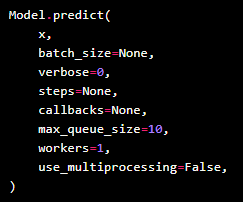 Model.predict(
    x,
    batch_size=None,
    verbose=0,
    steps=None,
    callbacks=None,
    max_queue_size=10,
    workers=1,
    use_multiprocessing=False,
)